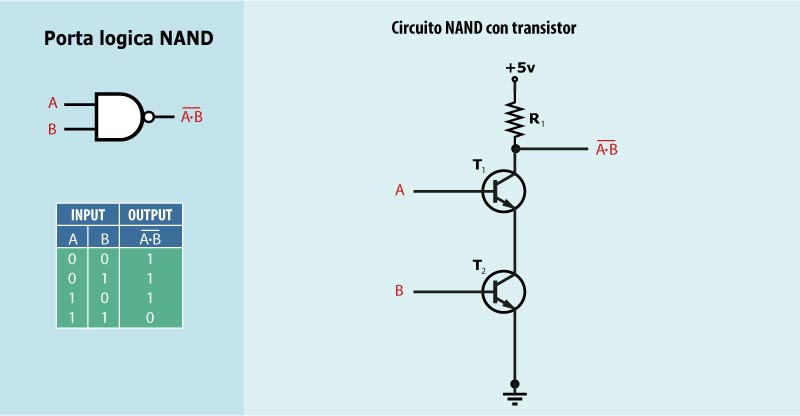 Porta logica NAND
A
B
A·B
INPUT OUTPUT
A B A·B
0 0 1
0 1 1
1 0 1
1 1 0
Circuito NAND con transistor
+5v
R₁
A·B
T₁
A
T₂
B